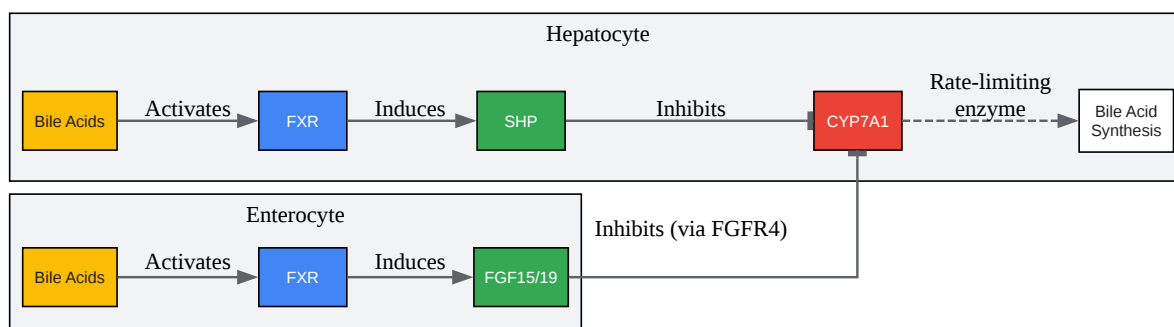 Hepatocyte
Bile Acids
Activates
FXR
Induces
SHP
Inhibits
CYP7A1
Rate-limiting
enzyme
Bile Acid
Synthesis
Enterocyte
Bile Acids
Activates
FXR
Induces
FGF15/19
Inhibits (via FGFR4)